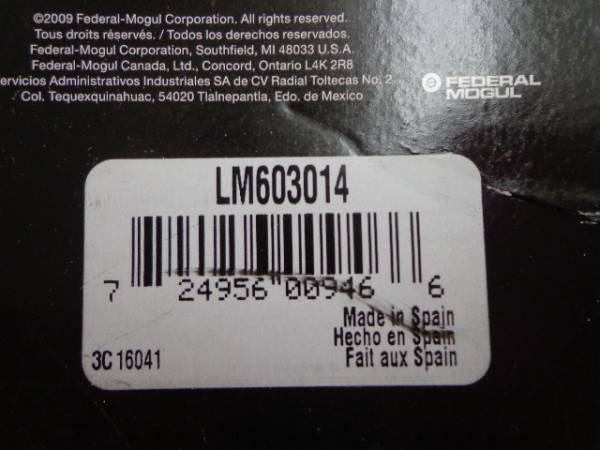 ©2009 Federal-Mogul Corporation. All rights reserved.
Tous droits réservés. / Todos los derechos reservados.
Federal-Mogul Corporation, Southfield, MI 48033 U.S.A.
Federal-Mogul Canada, Ltd., Concord, Ontario L4K 2R8
ervicios Administrativos Industriales SA de CV Radial Toltecas No. 2
Col. Tequexquinahuac, 54020 Tlalnepantla, Edo. de Mexico
FEDERAL
MOGUL
LM603014
7 24956 00946 6
Made in Spain
Hecho en Spain
Fait aux Spain
3C 16041